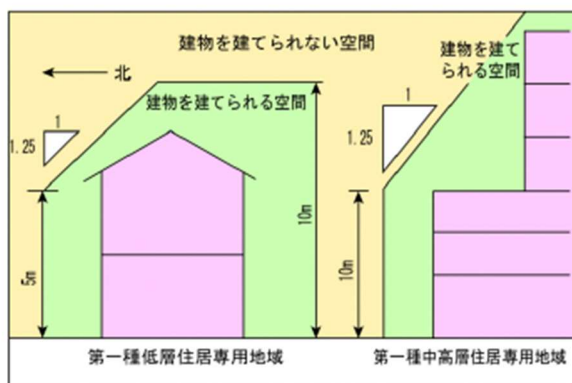 建物を建てられない空間
建物を建て
られる空間
北
建物を建てられる空間
1
1.25
1
1.25
5m
10m
10m
第一種低層住居専用地域
第一種中高層住居専用地域